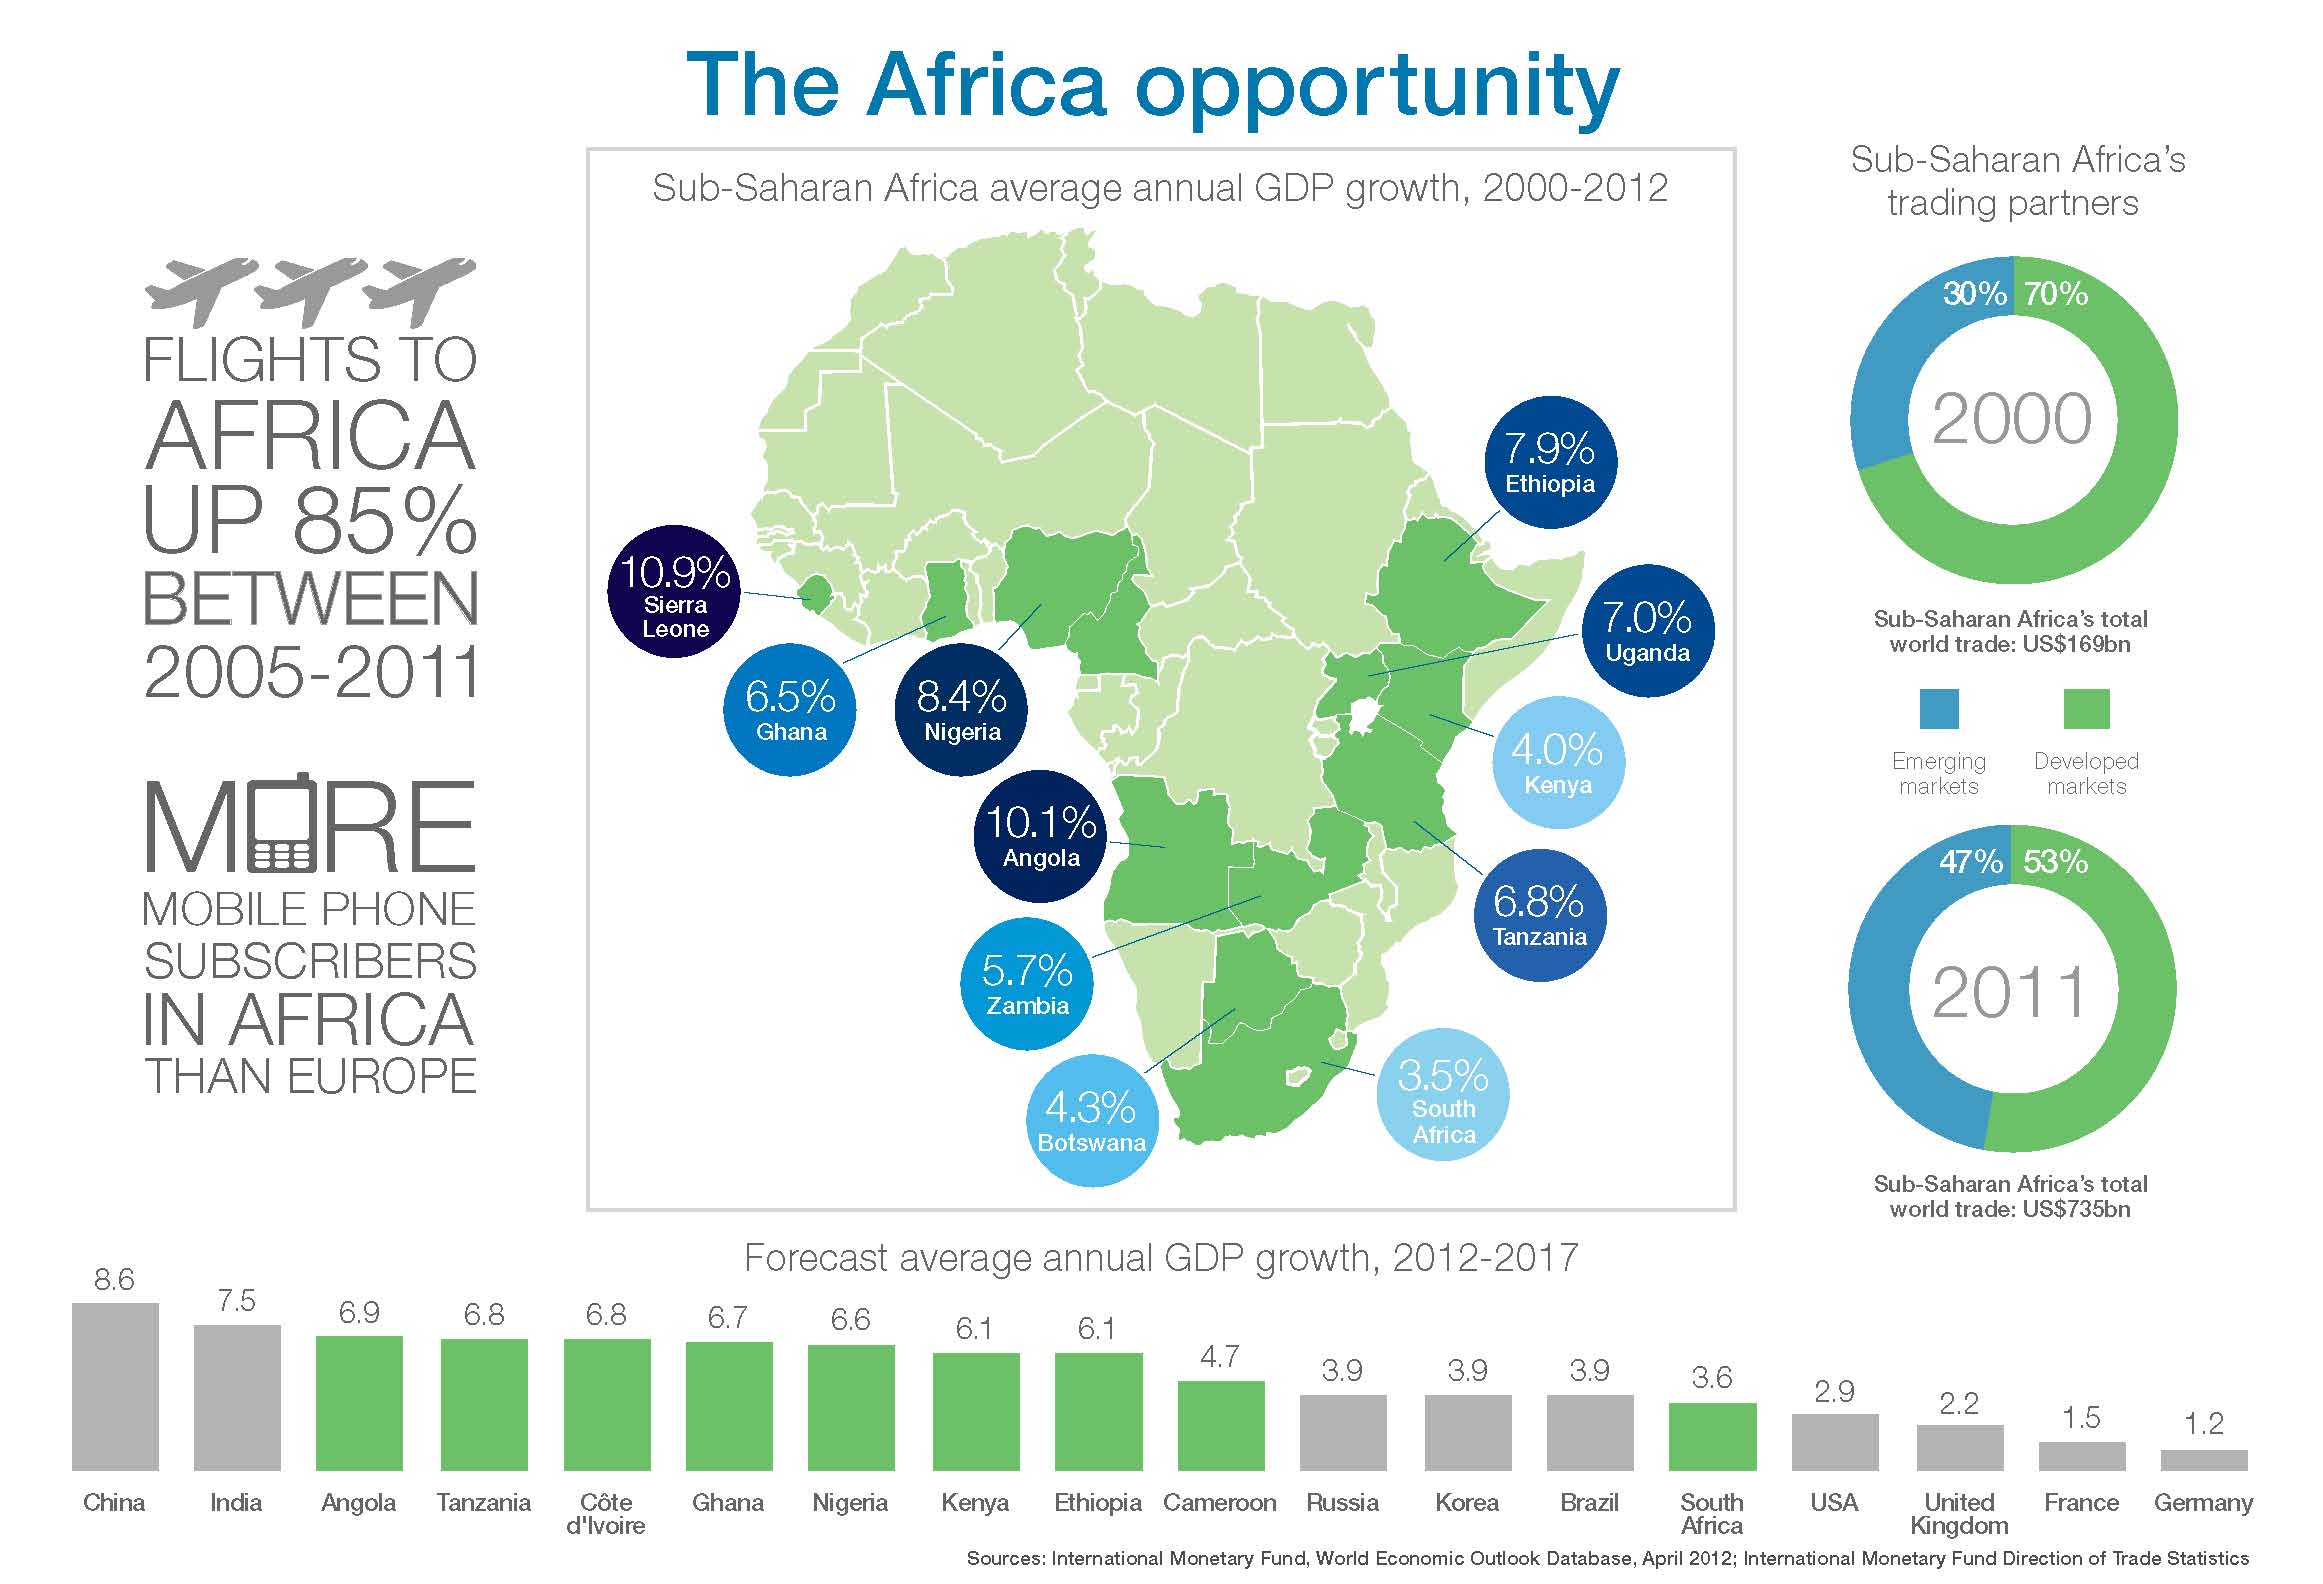 The Africa opportunity
FLIGHTS TO
AFRICA
UP 85%
BETWEEN
2005-2011
MORE
MOBILE PHONE
SUBSCRIBERS
IN AFRICA
THAN EUROPE
Sub-Saharan Africa average annual GDP growth, 2000-2012
7.9%
Ethiopia
10.9%
Sierra
Leone
7.0%
Uganda
6.5%
Ghana
8.4%
Nigeria
4.0%
Kenya
10.1%
Angola
6.8%
Tanzania
5.7%
Zambia
4.3%
Botswana
3.5%
South
Africa
Sub-Saharan Africa's
trading partners
30% 70%
2000
Sub-Saharan Africa's total
world trade: US$169bn
Emerging
markets
Developed
markets
47% 53%
2011
Sub-Saharan Africa's total
world trade: US$735bn
Forecast average annual GDP growth, 2012-2017
8.6 7.5 6.9 6.8 6.8 6.7 6.6 6.1 6.1 4.7 3.9 3.9 3.9 3.6 2.9 2.2 1.5 1.2
China India Angola Tanzania Côte d'Ivoire Ghana Nigeria Kenya Ethiopia Cameroon Russia Korea Brazil South Africa USA United Kingdom France Germany
Sources: International Monetary Fund, World Economic Outlook Database, April 2012; International Monetary Fund Direction of Trade Statistics